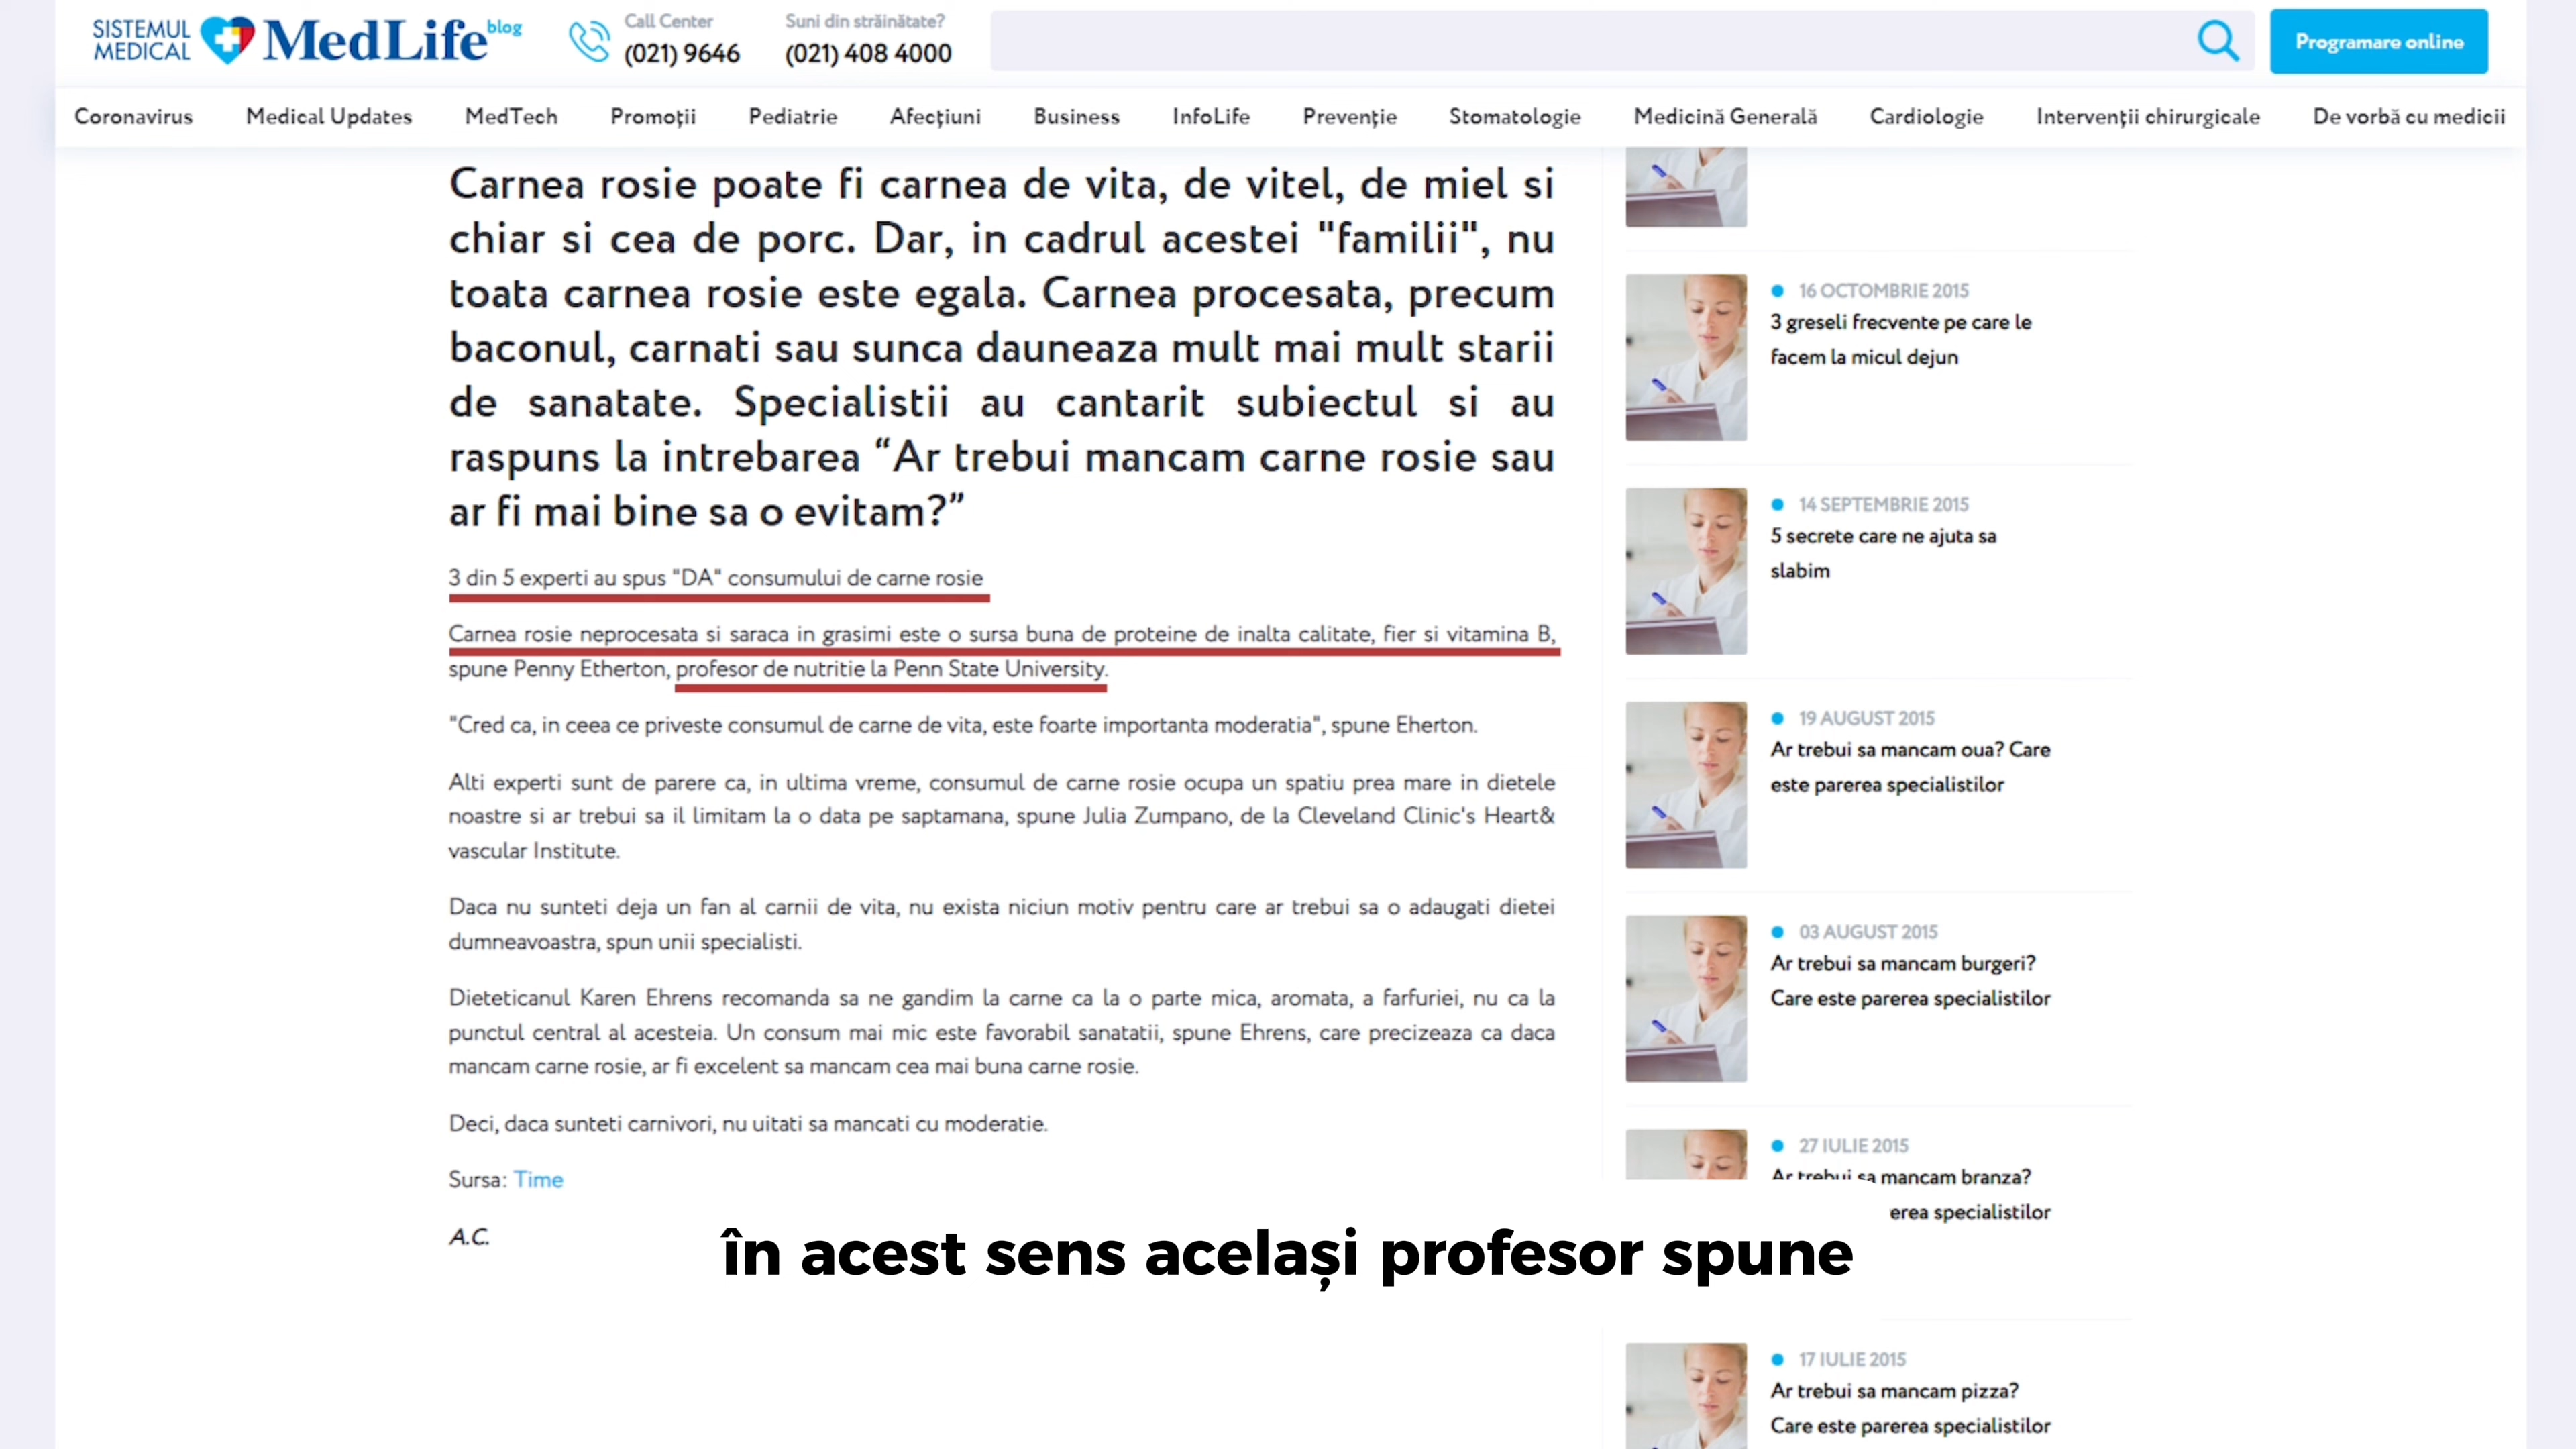 SISTEMUL
MEDICAL
MedLife blog
Call Center
(021) 9646
Suni din străinătate?
(021) 408 4000
Programare online
Coronavirus Medical Updates MedTech Promoții Pediatrie Afecțiuni Business InfoLife Prevenție Stomatologie Medicină Generală Cardiologie Intervenții chirurgicale De vorbă cu medicii
Carnea rosie poate fi carnea de vita, de vitel, de miel si
chiar si cea de porc. Dar, in cadrul acestei "familii", nu
toata carnea rosie este egala. Carnea procesata, precum
baconul, carnati sau sunca dauneaza mult mai mult starii
de sanatate. Specialistii au cantarit subiectul si au
raspuns la intrebarea “Ar trebui mancam carne rosie sau
ar fi mai bine sa o evitam?”
3 din 5 experti au spus "DA" consumului de carne rosie
Carnea rosie neprocesata si saraca in grasimi este o sursa buna de proteine de inalta calitate, fier si vitamina B,
spune Penny Etherton, profesor de nutritie la Penn State University.
"Cred ca, in ceea ce priveste consumul de carne de vita, este foarte importanta moderatia", spune Eherton.
Alti experti sunt de parere ca, in ultima vreme, consumul de carne rosie ocupa un spatiu prea mare in dietele
noastre si ar trebui sa il limitam la o data pe saptamana, spune Julia Zumpano, de la Cleveland Clinic's Heart&
vascular Institute.
Daca nu sunteti deja un fan al carnii de vita, nu exista niciun motiv pentru care ar trebui sa o adaugati dietei
dumneavoastra, spun unii specialisti.
Dieteticanul Karen Ehrens recomanda sa ne gandim la carne ca la o parte mica, aromata, a farfuriei, nu ca la
punctul central al acesteia. Un consum mai mic este favorabil sanatatii, spune Ehrens, care precizeaza ca daca
mancam carne rosie, ar fi excelent sa mancam cea mai buna carne rosie.
Deci, daca sunteti carnivori, nu uitati sa mancati cu moderatie.
Sursa: Time
A.C.
16 OCTOMBRIE 2015
3 greseli frecvente pe care le
facem la micul dejun
14 SEPTEMBRIE 2015
5 secrete care ne ajuta sa
slabim
19 AUGUST 2015
Ar trebui sa mancam oua? Care
este parerea specialistilor
03 AUGUST 2015
Ar trebui sa mancam burgeri?
Care este parerea specialistilor
27 IULIE 2015
Ar trebui sa mancam branza?
erea specialistilor
17 IULIE 2015
Ar trebui sa mancam pizza?
Care este parerea specialistilor
în acest sens același profesor spune